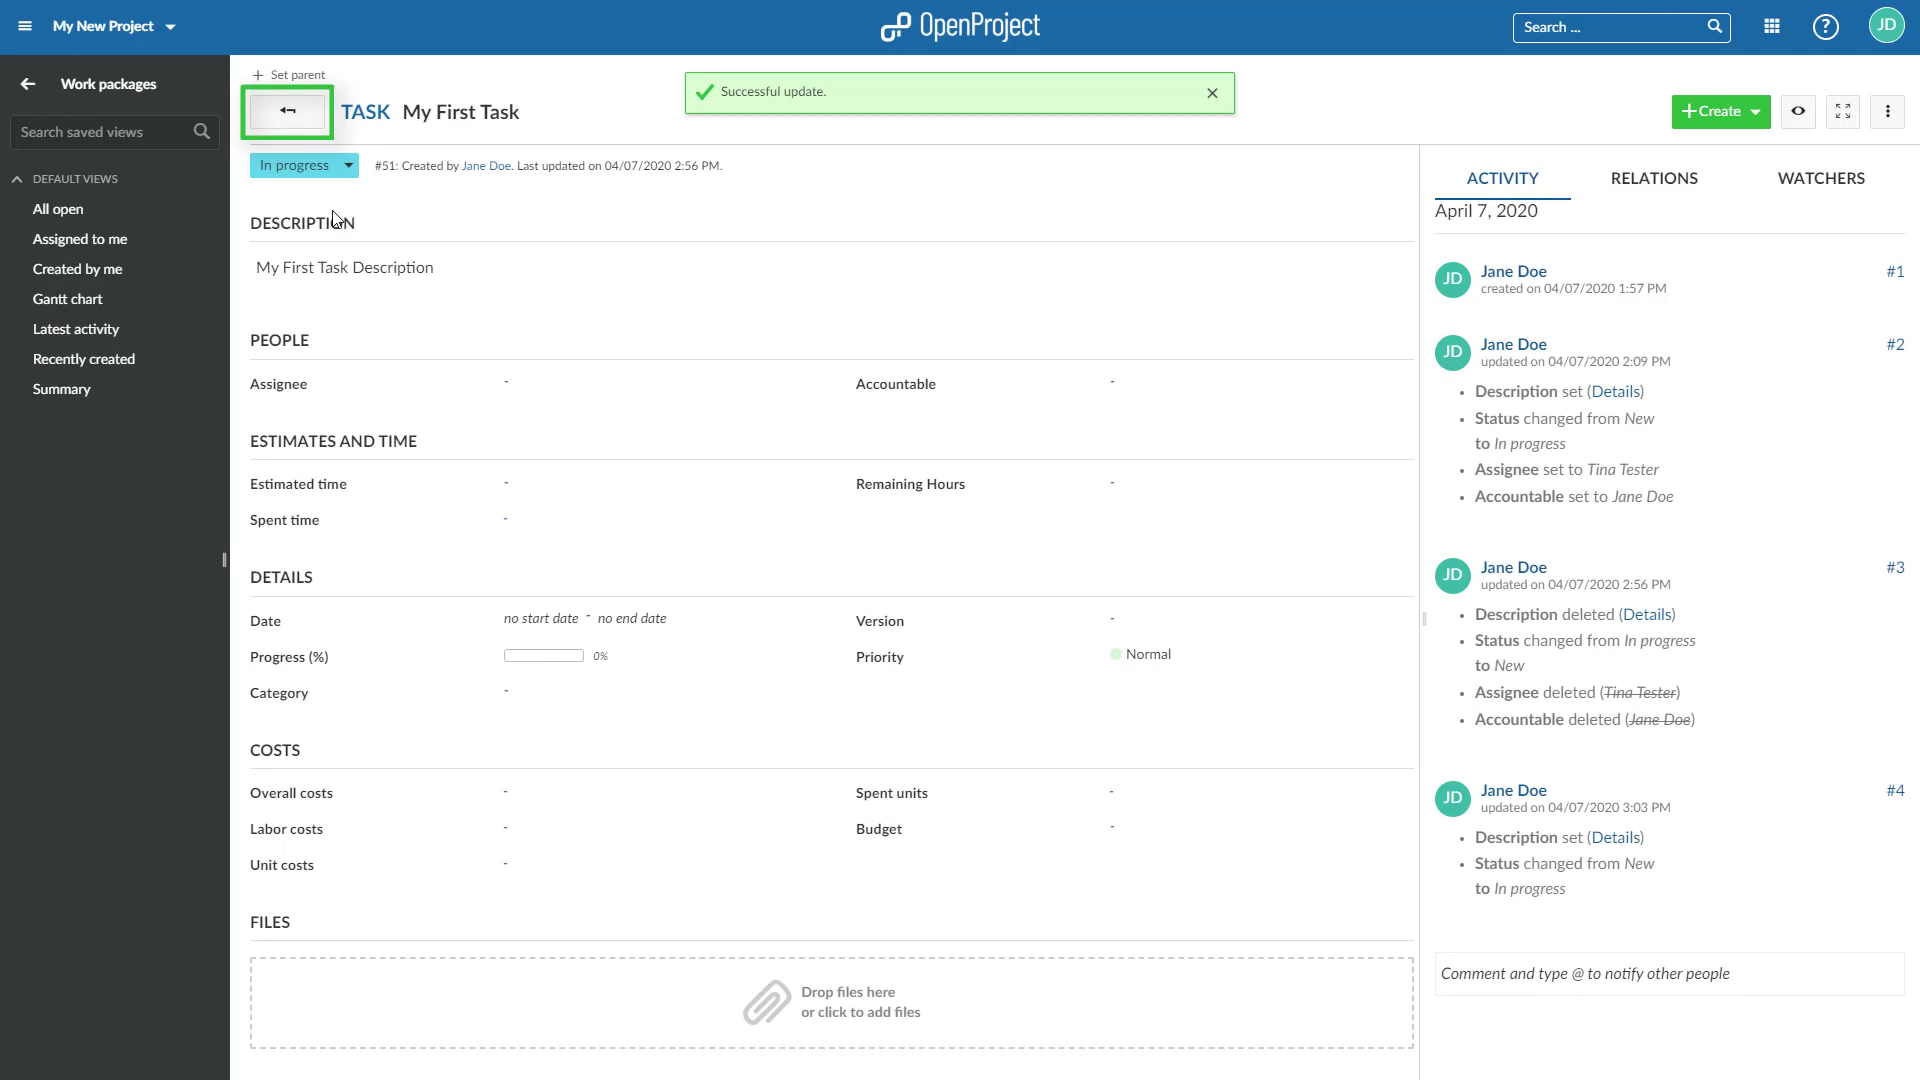 My New Project
OpenProject
Search ...
?
JD
Work packages
Search saved views
DEFAULT VIEWS
All open
Assigned to me
Created by me
Gantt chart
Latest activity
Recently created
Summary
Set parent
Successful update.
TASK My First Task
Create
In progress
#51: Created by Jane Doe. Last updated on 04/07/2020 2:56 PM.
DESCRIPTION
My First Task Description
PEOPLE
Assignee -
Accountable -
ESTIMATES AND TIME
Estimated time -
Remaining Hours -
Spent time -
DETAILS
Date no start date - no end date
Version -
Progress (%) 0%
Priority Normal
Category -
COSTS
Overall costs -
Spent units -
Labor costs -
Budget -
Unit costs -
FILES
Drop files here
or click to add files
ACTIVITY
RELATIONS
WATCHERS
April 7, 2020
JD
Jane Doe #1
created on 04/07/2020 1:57 PM
JD
Jane Doe #2
updated on 04/07/2020 2:09 PM
• Description set (Details)
• Status changed from New
to In progress
• Assignee set to Tina Tester
• Accountable set to Jane Doe
JD
Jane Doe #3
updated on 04/07/2020 2:56 PM
• Description deleted (Details)
• Status changed from In progress
to New
• Assignee deleted (Tina Tester)
• Accountable deleted (Jane Doe)
JD
Jane Doe #4
updated on 04/07/2020 3:03 PM
• Description set (Details)
• Status changed from New
to In progress
Comment and type @ to notify other people